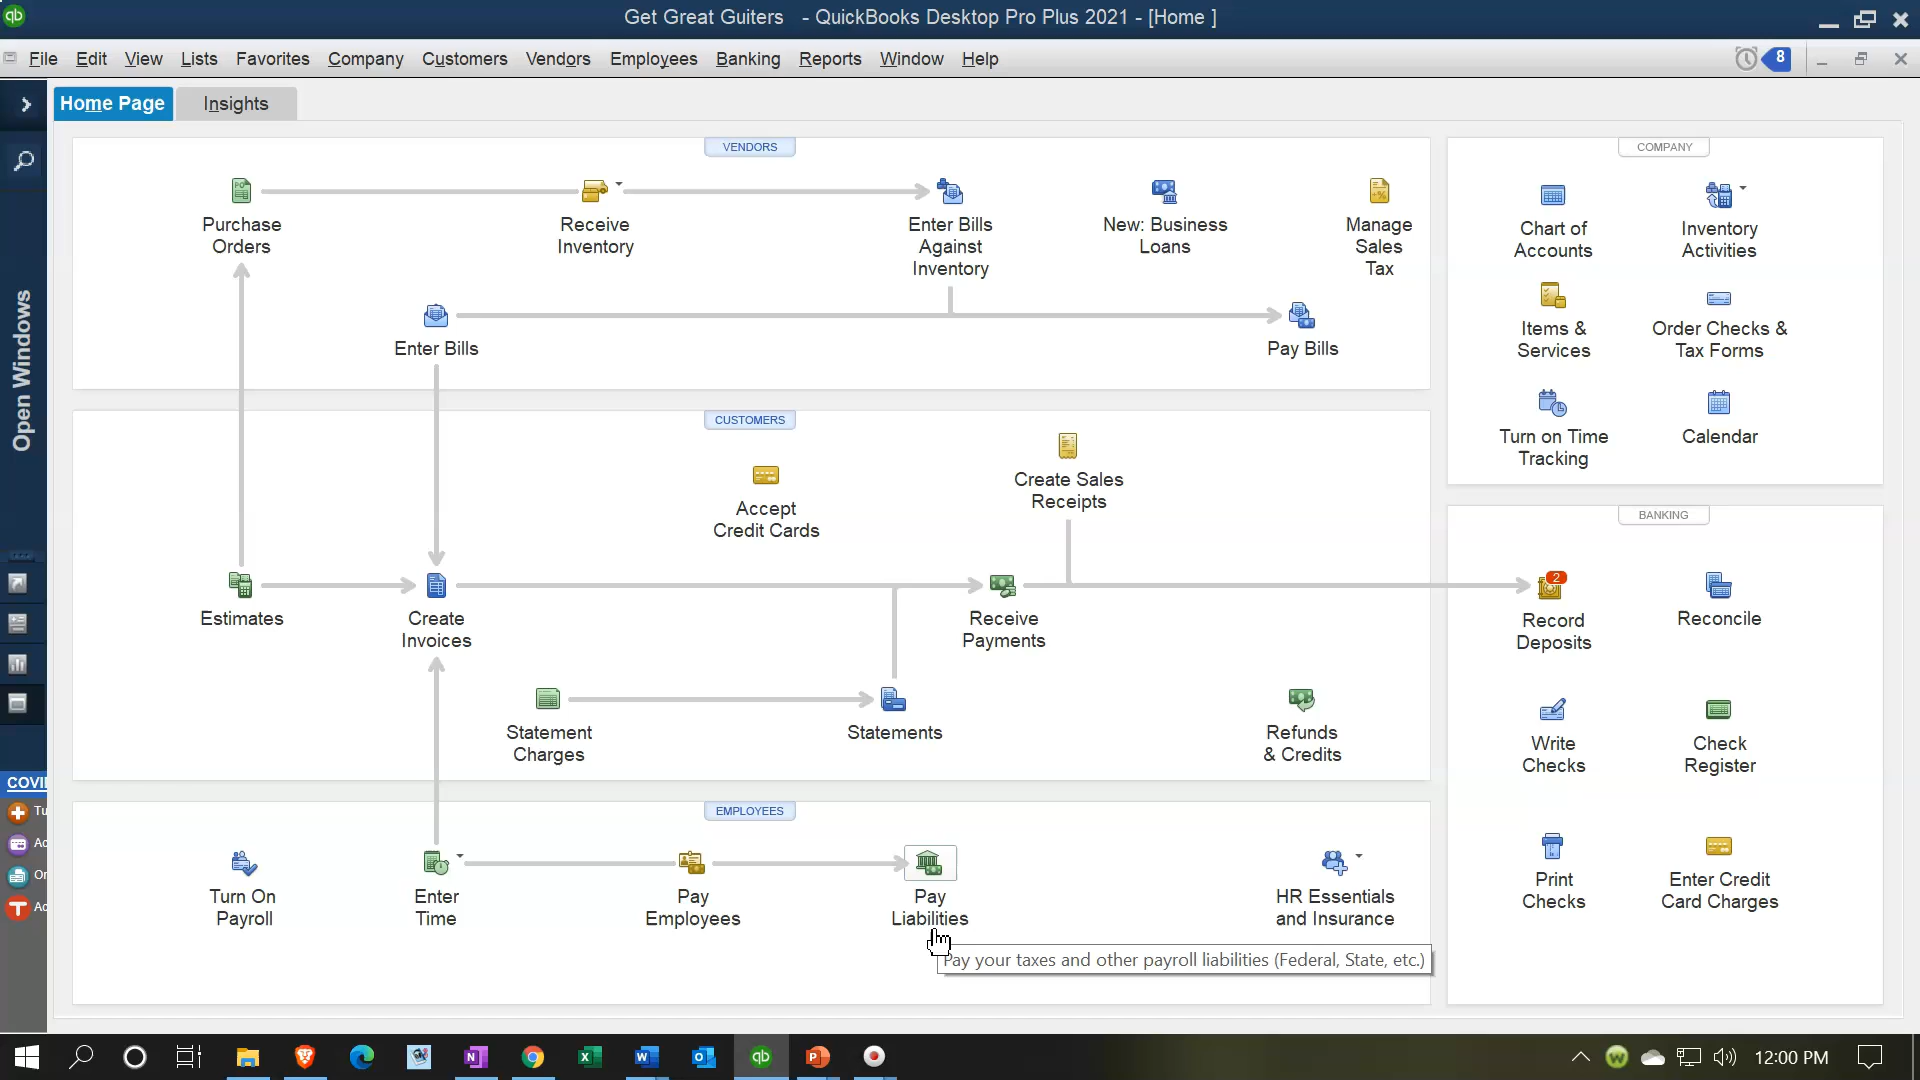 Get Great Guiters - QuickBooks Desktop Pro Plus 2021 - [Home ]
File Edit View Lists Favorites Company Customers Vendors Employees Banking Reports Window Help
8
Home Page
Insights
Open Windows
VENDORS
Purchase
Orders
Receive
Inventory
Enter Bills
Against
Inventory
New: Business
Loans
Manage
Sales
Tax
Enter Bills
Pay Bills
CUSTOMERS
Accept
Credit Cards
Create Sales
Receipts
Estimates
Create
Invoices
Receive
Payments
Statement
Charges
Statements
Refunds
& Credits
EMPLOYEES
Turn On
Payroll
Enter
Time
Pay
Employees
Pay
Liabilities
HR Essentials
and Insurance
Pay your taxes and other payroll liabilities (Federal, State, etc.)
COMPANY
Chart of
Accounts
Inventory
Activities
Items &
Services
Order Checks &
Tax Forms
Turn on Time
Tracking
Calendar
BANKING
2
Record
Deposits
Reconcile
Write
Checks
Check
Register
Print
Checks
Enter Credit
Card Charges
COVI
Tu
Ac
Or
Ac
12:00 PM